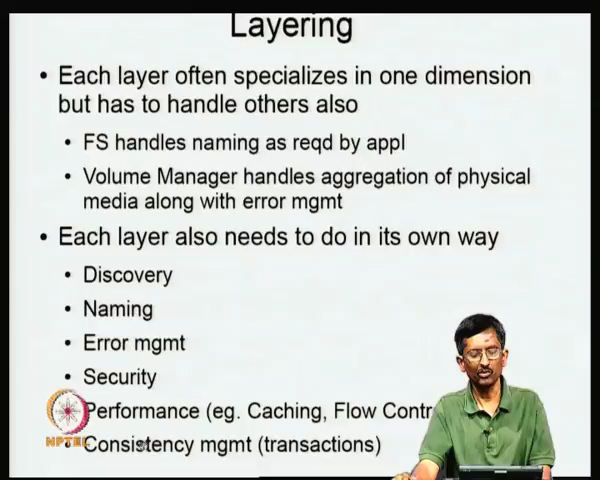 Layering
• Each layer often specializes in one dimension
but has to handle others also
• FS handles naming as reqd by appl
• Volume Manager handles aggregation of physical
media along with error mgmt
• Each layer also needs to do in its own way
• Discovery
• Naming
• Error mgmt
• Security
Performance (eg. Caching, Flow Contr
• Consistency mgmt (transactions)
NPTEL